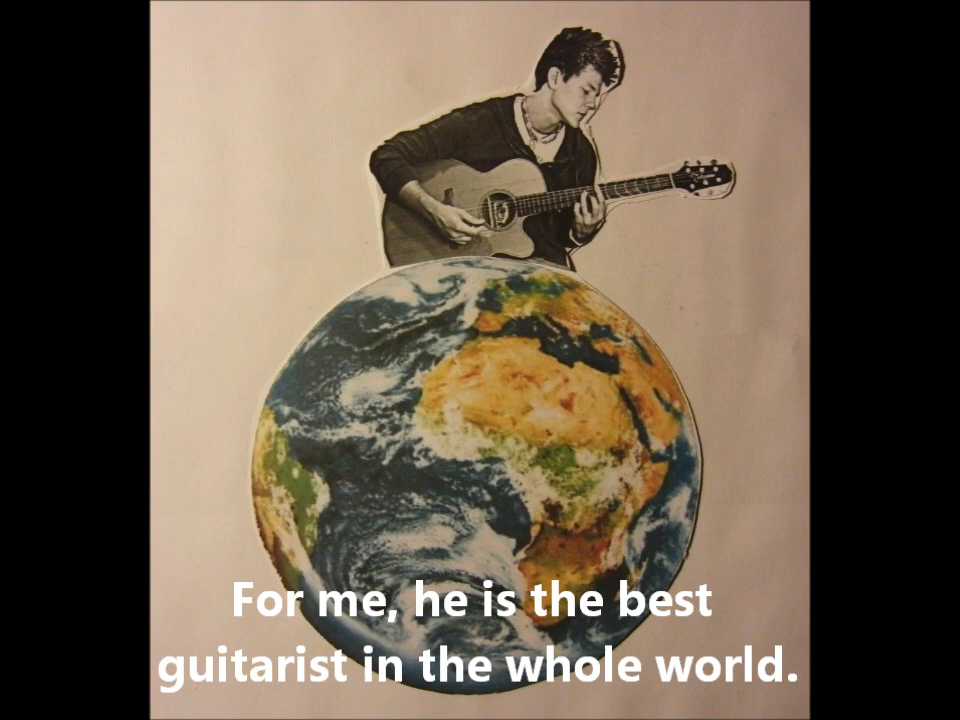 For me, he is the best
guitarist in the whole world.